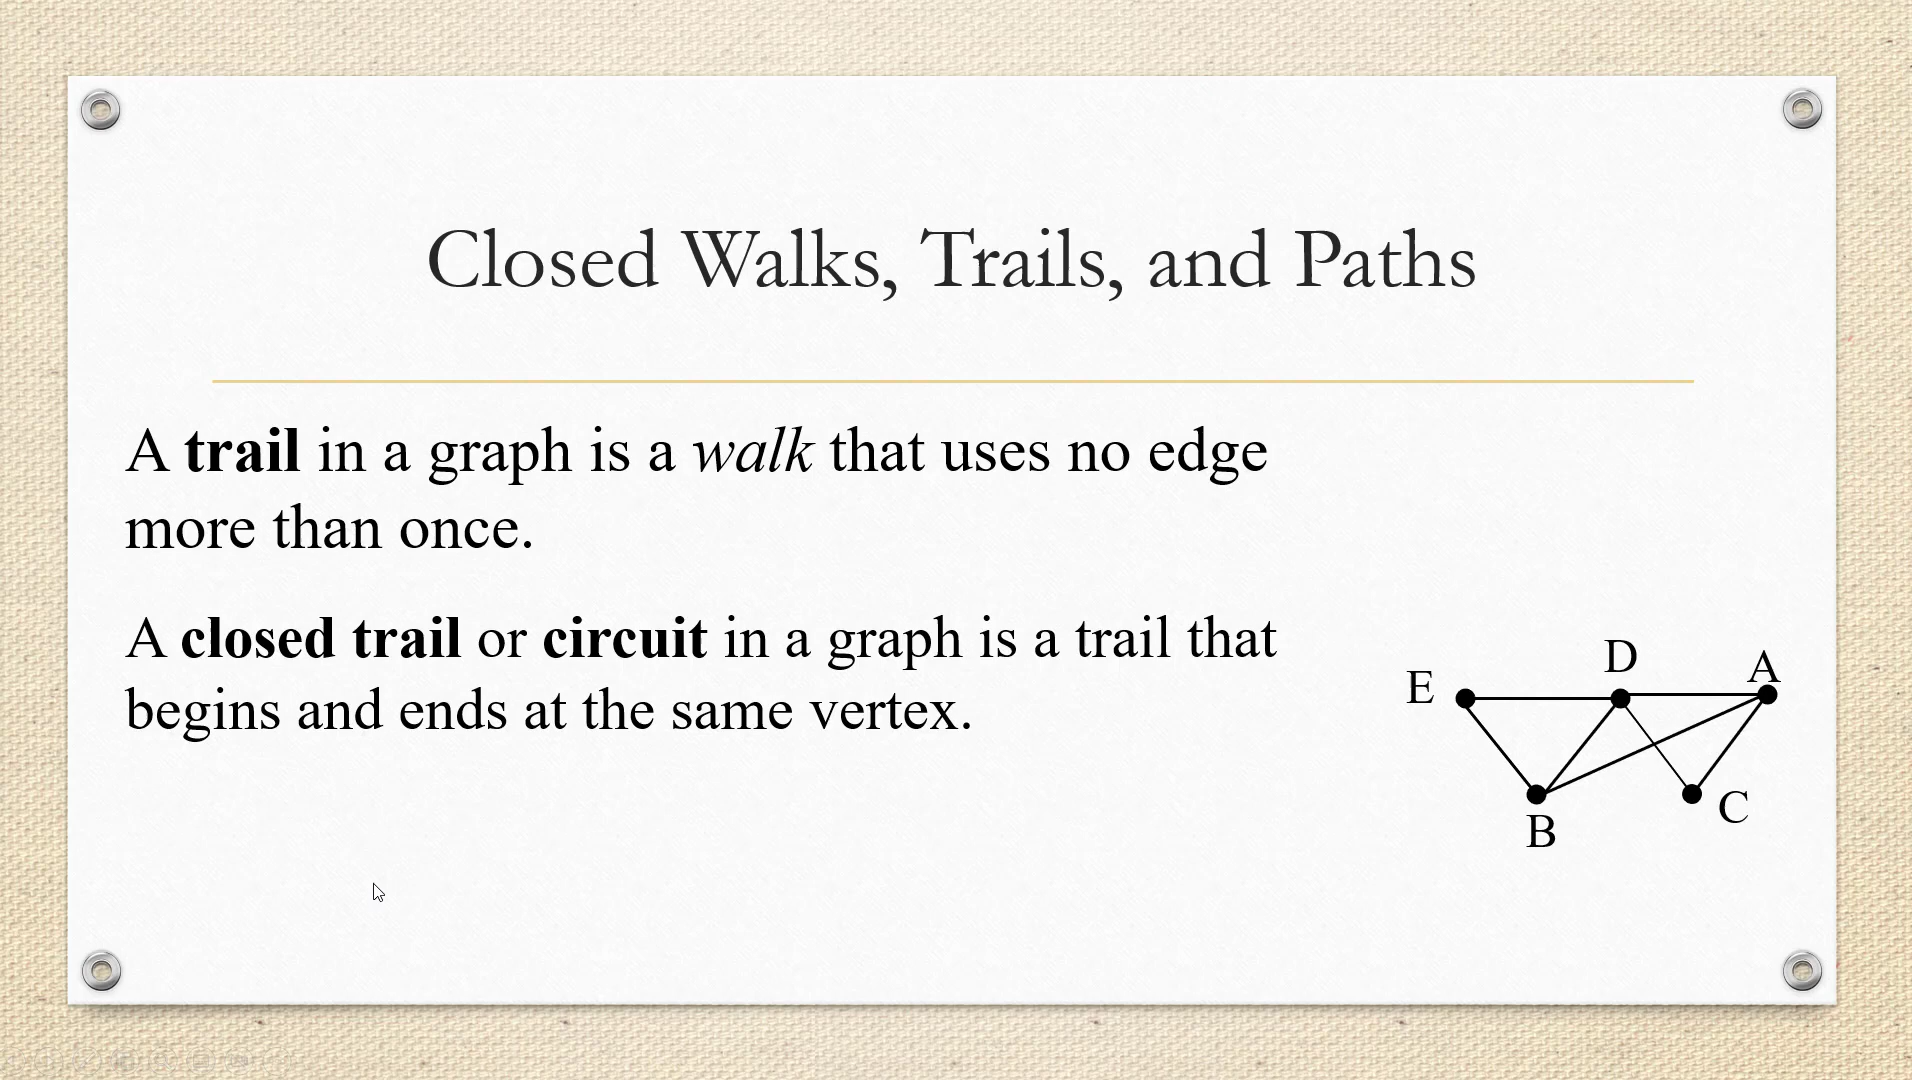 Closed Walks, Trails, and Paths
A trail in a graph is a walk that uses no edge
more than once.
A closed trail or circuit in a graph is a trail that
begins and ends at the same vertex.
D
A
E
C
B